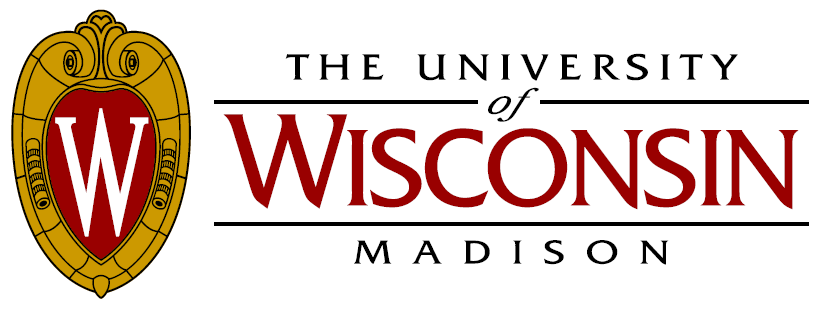 W
THE UNIVERSITY
of
WISCONSIN
MADISON